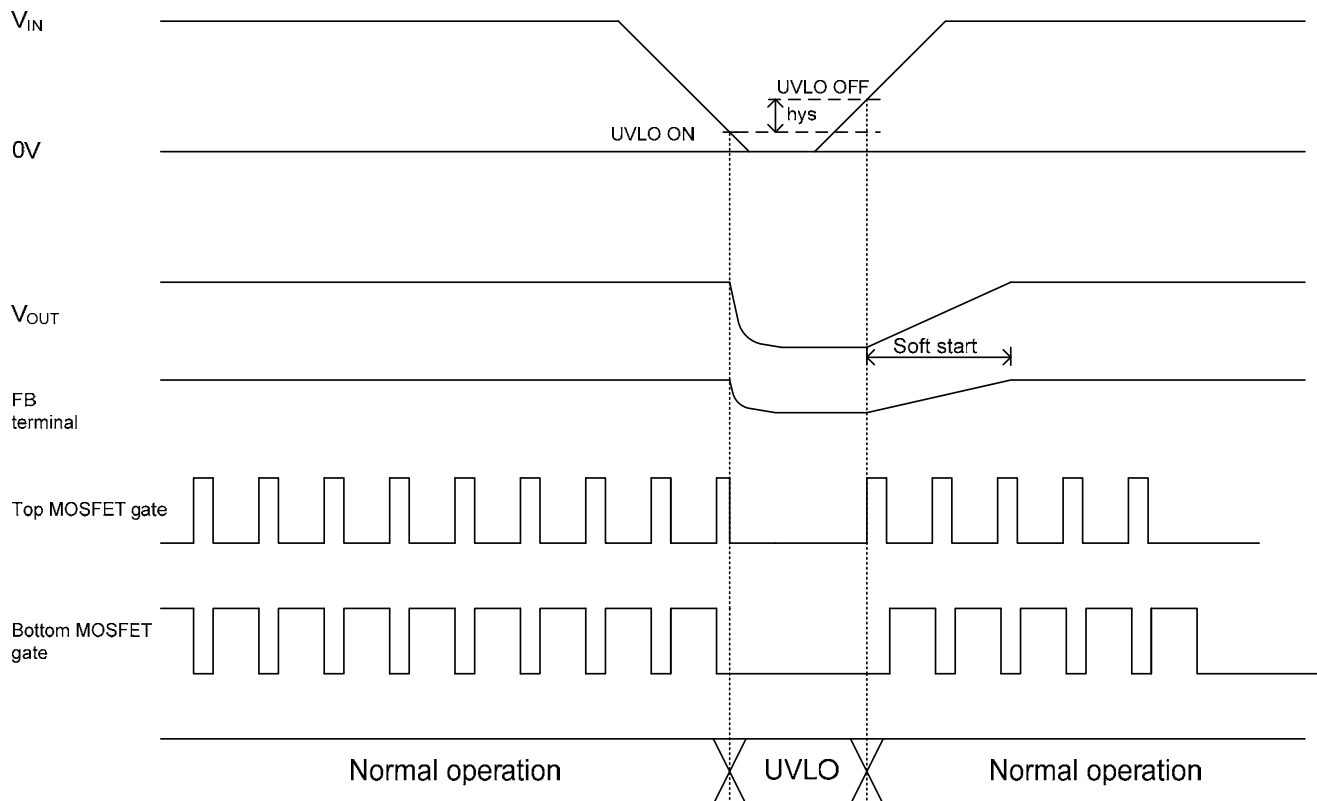 VIN
UVLO OFF
hys
UVLO ON
0V
VOUT
Soft start
FB
terminal
Top MOSFET gate
Bottom MOSFET
gate
Normal operation
UVLO
Normal operation